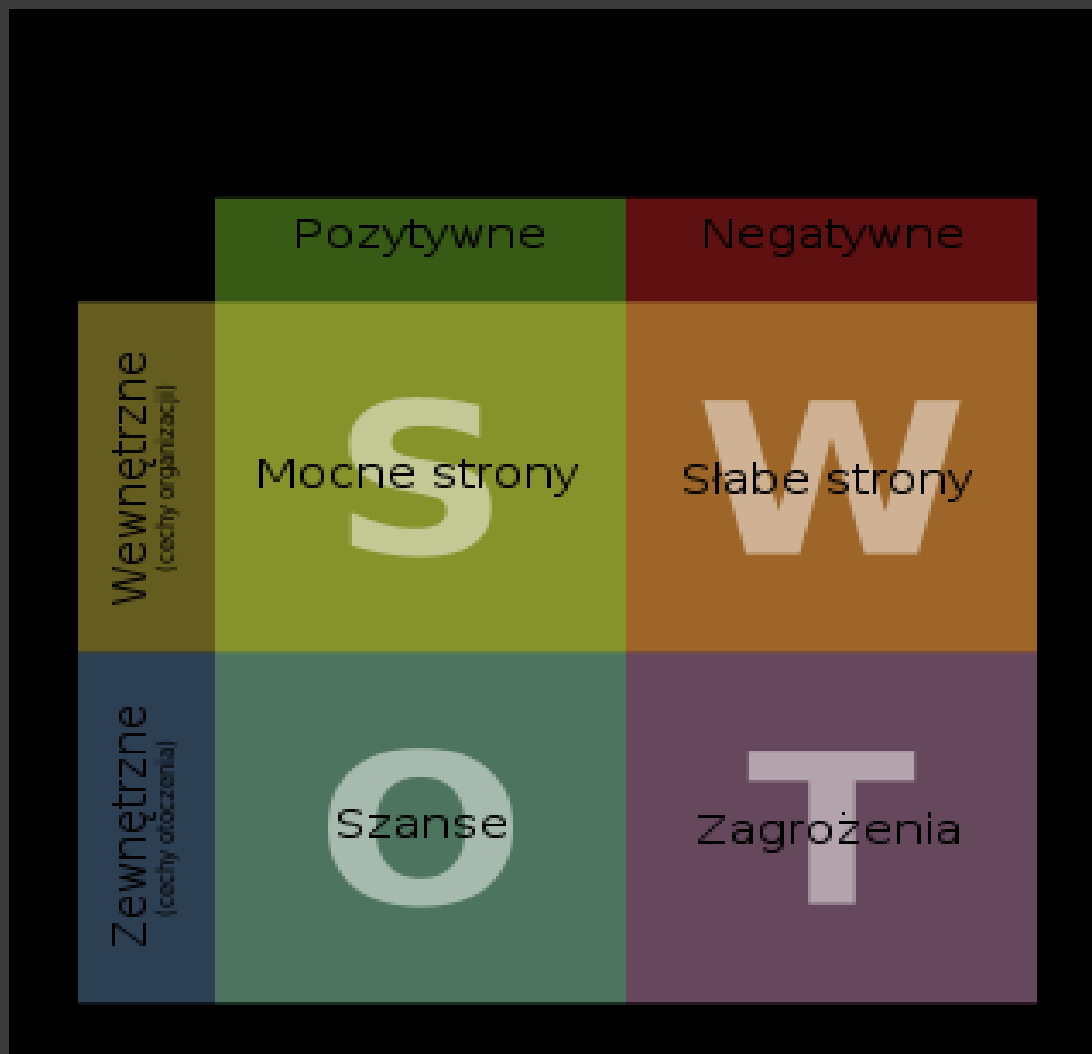 Pozytywne
Negatywne
Wewnętrzne
(cechy organizacji)
S
Mocne strony
W
Słabe strony
Zewnętrzne
(cechy otoczenia)
O
Szanse
T
Zagrożenia